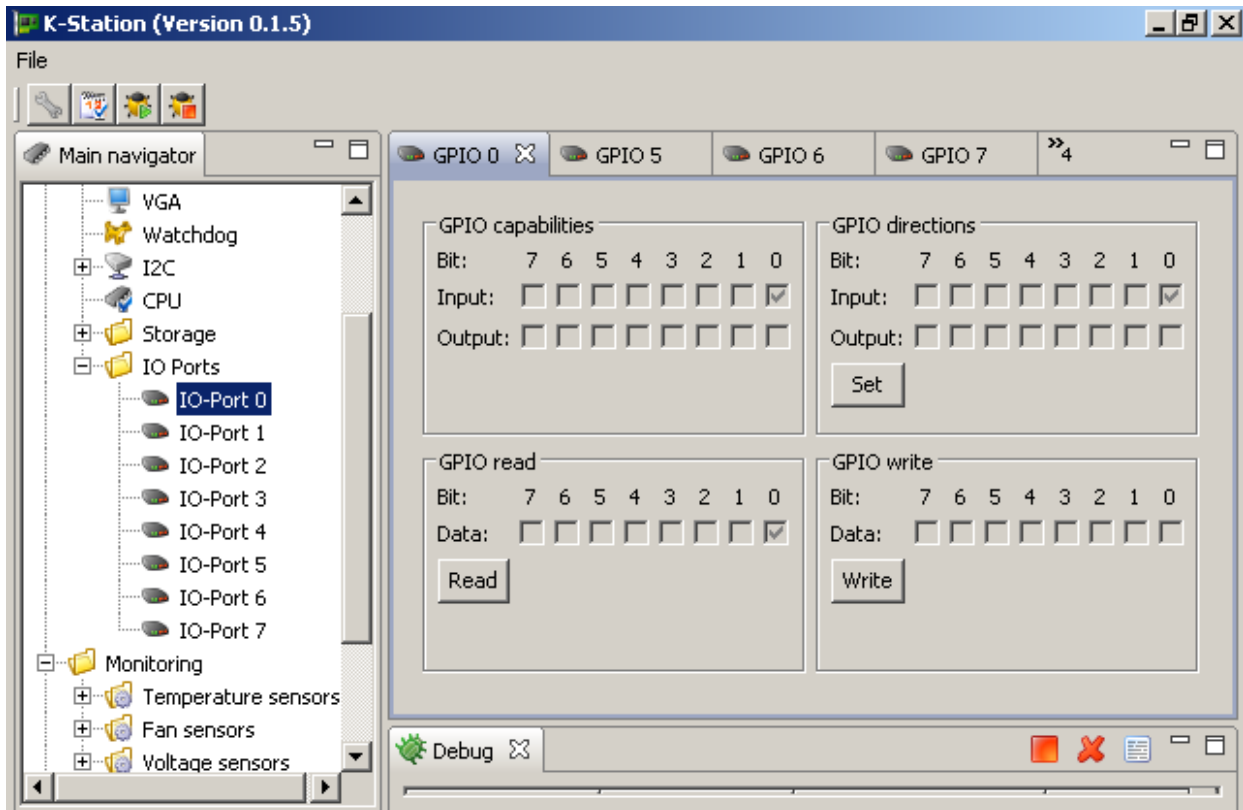 K-Station (Version 0.1.5)
File
Main navigator
VGA
Watchdog
I2C
CPU
Storage
IO Ports
IO-Port 0
IO-Port 1
IO-Port 2
IO-Port 3
IO-Port 4
IO-Port 5
IO-Port 6
IO-Port 7
Monitoring
Temperature sensors
Fan sensors
Voltage sensors
GPIO 0 GPIO 5 GPIO 6 GPIO 7 »4
GPIO capabilities
Bit: 7 6 5 4 3 2 1 0
Input:
Output:
GPIO directions
Bit: 7 6 5 4 3 2 1 0
Input:
Output:
Set
GPIO read
Bit: 7 6 5 4 3 2 1 0
Data:
Read
GPIO write
Bit: 7 6 5 4 3 2 1 0
Data:
Write
Debug